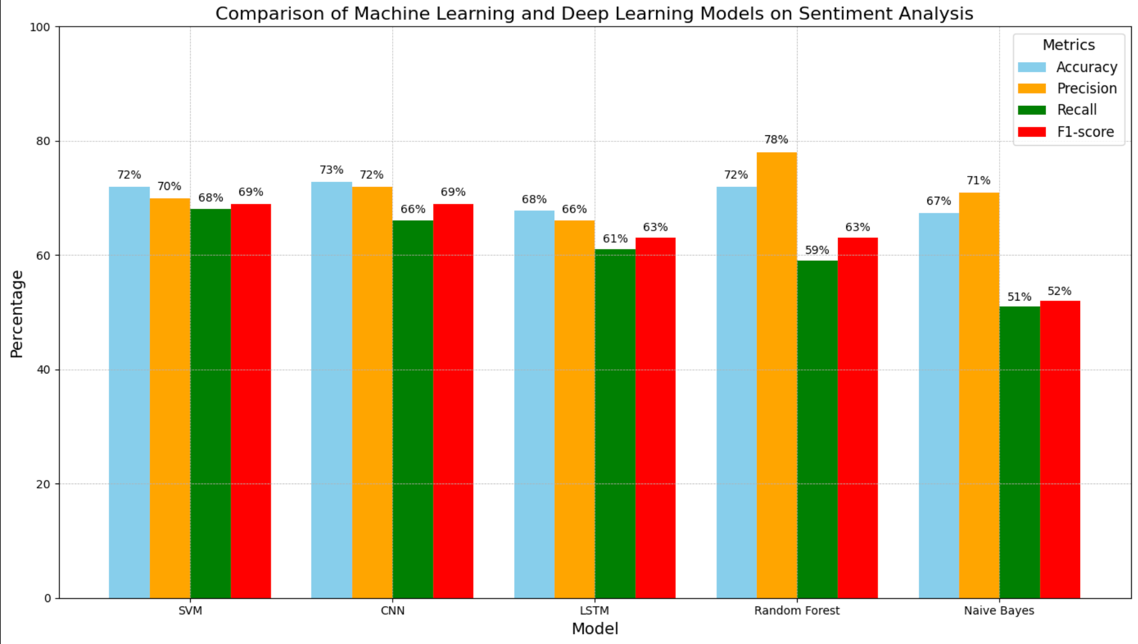 Comparison of Machine Learning and Deep Learning Models on Sentiment Analysis
Metrics
Accuracy
Precision
Recall
F1-score
Percentage
100
80
60
40
20
0
72% 70% 68% 69%
73% 72% 66% 69%
68% 66% 61% 63%
72% 78% 59% 63%
67% 71% 51% 52%
SVM CNN LSTM Random Forest Naive Bayes
Model